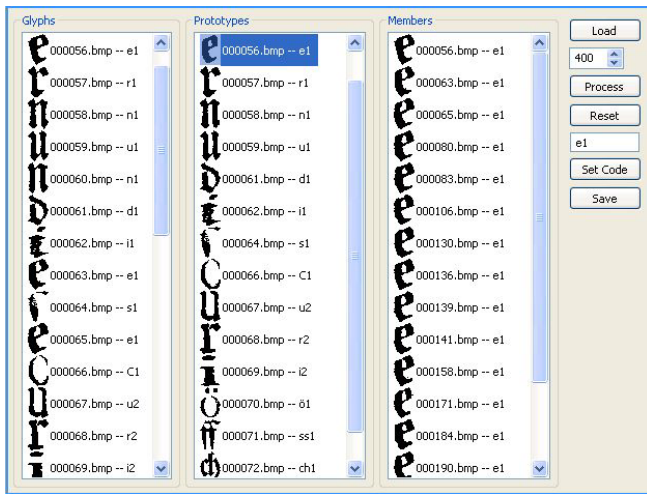 Glyphs
000056.bmp -- e1
000057.bmp -- r1
000058.bmp -- n1
000059.bmp -- u1
000060.bmp -- n1
000061.bmp -- d1
000062.bmp -- i1
000063.bmp -- e1
000064.bmp -- s1
000065.bmp -- e1
000066.bmp -- C1
000067.bmp -- u2
000068.bmp -- r2
000069.bmp -- i2
Prototypes
000056.bmp -- e1
000057.bmp -- r1
000058.bmp -- n1
000059.bmp -- u1
000061.bmp -- d1
000062.bmp -- i1
000064.bmp -- s1
000066.bmp -- C1
000067.bmp -- u2
000068.bmp -- r2
000069.bmp -- i2
000070.bmp -- ö1
000071.bmp -- ss1
000072.bmp -- ch1
Members
000056.bmp -- e1
000063.bmp -- e1
000065.bmp -- e1
000080.bmp -- e1
000083.bmp -- e1
000106.bmp -- e1
000130.bmp -- e1
000136.bmp -- e1
000139.bmp -- e1
000141.bmp -- e1
000158.bmp -- e1
000171.bmp -- e1
000184.bmp -- e1
000190.bmp -- e1
Load
400
Process
Reset
e1
Set Code
Save